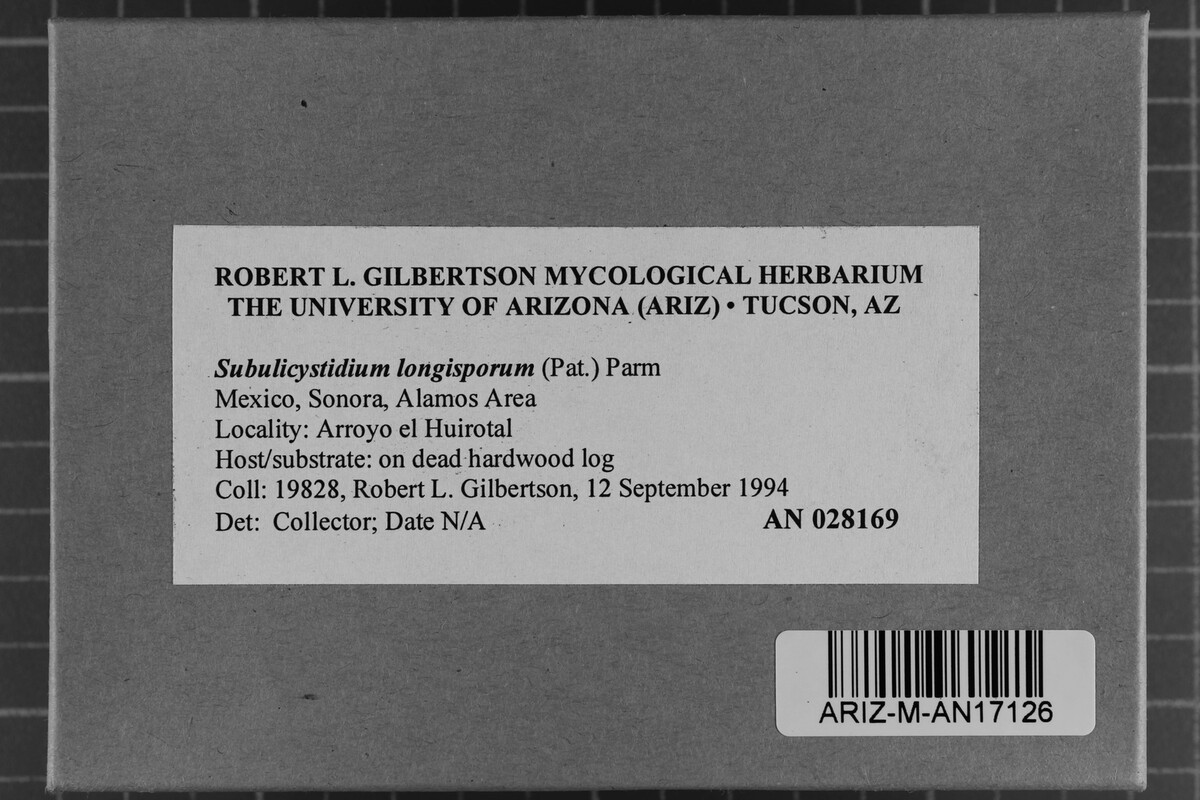 ROBERT L. GILBERTSON MYCOLOGICAL HERBARIUM
THE UNIVERSITY OF ARIZONA (ARIZ) • TUCSON, AZ
Subulicystidium longisporum (Pat.) Parm
Mexico, Sonora, Alamos Area
Locality: Arroyo el Huirotal
Host/substrate: on dead hardwood log
Coll: 19828, Robert L. Gilbertson, 12 September 1994
Det: Collector; Date N/A AN 028169
ARIZ-M-AN17126